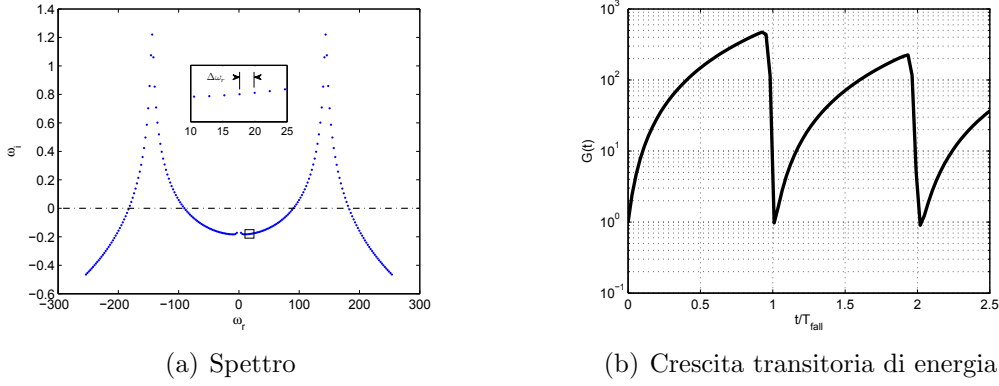 1.4
1.2
1
0.8
0.6
0.4
0.2
0
−0.2
−0.4
−0.6
ω_i
Δω_r
10 15 20 25
−300 −200 −100 0 100 200 300
ω_r
(a) Spettro
10^3
10^2
10^1
10^0
10^−1
G(t)
0 0.5 1 1.5 2 2.5
t/T_fall
(b) Crescita transitoria di energia